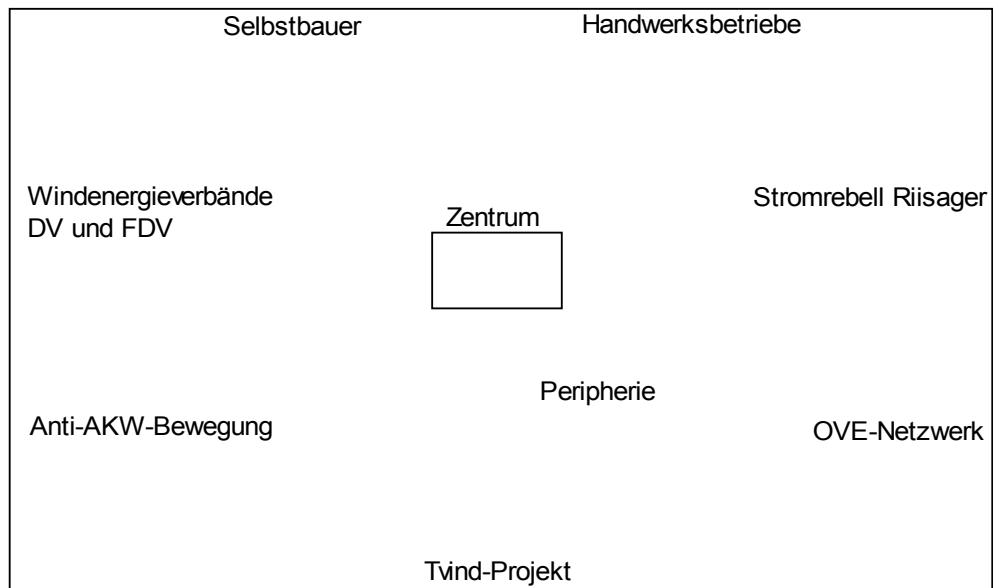 Selbstbauer
Handwerksbetriebe
Windenergieverbände
DV und FDV
Stromrebell Riisager
Zentrum
Peripherie
Anti-AKW-Bewegung
OVE-Netzwerk
Tvind-Projekt